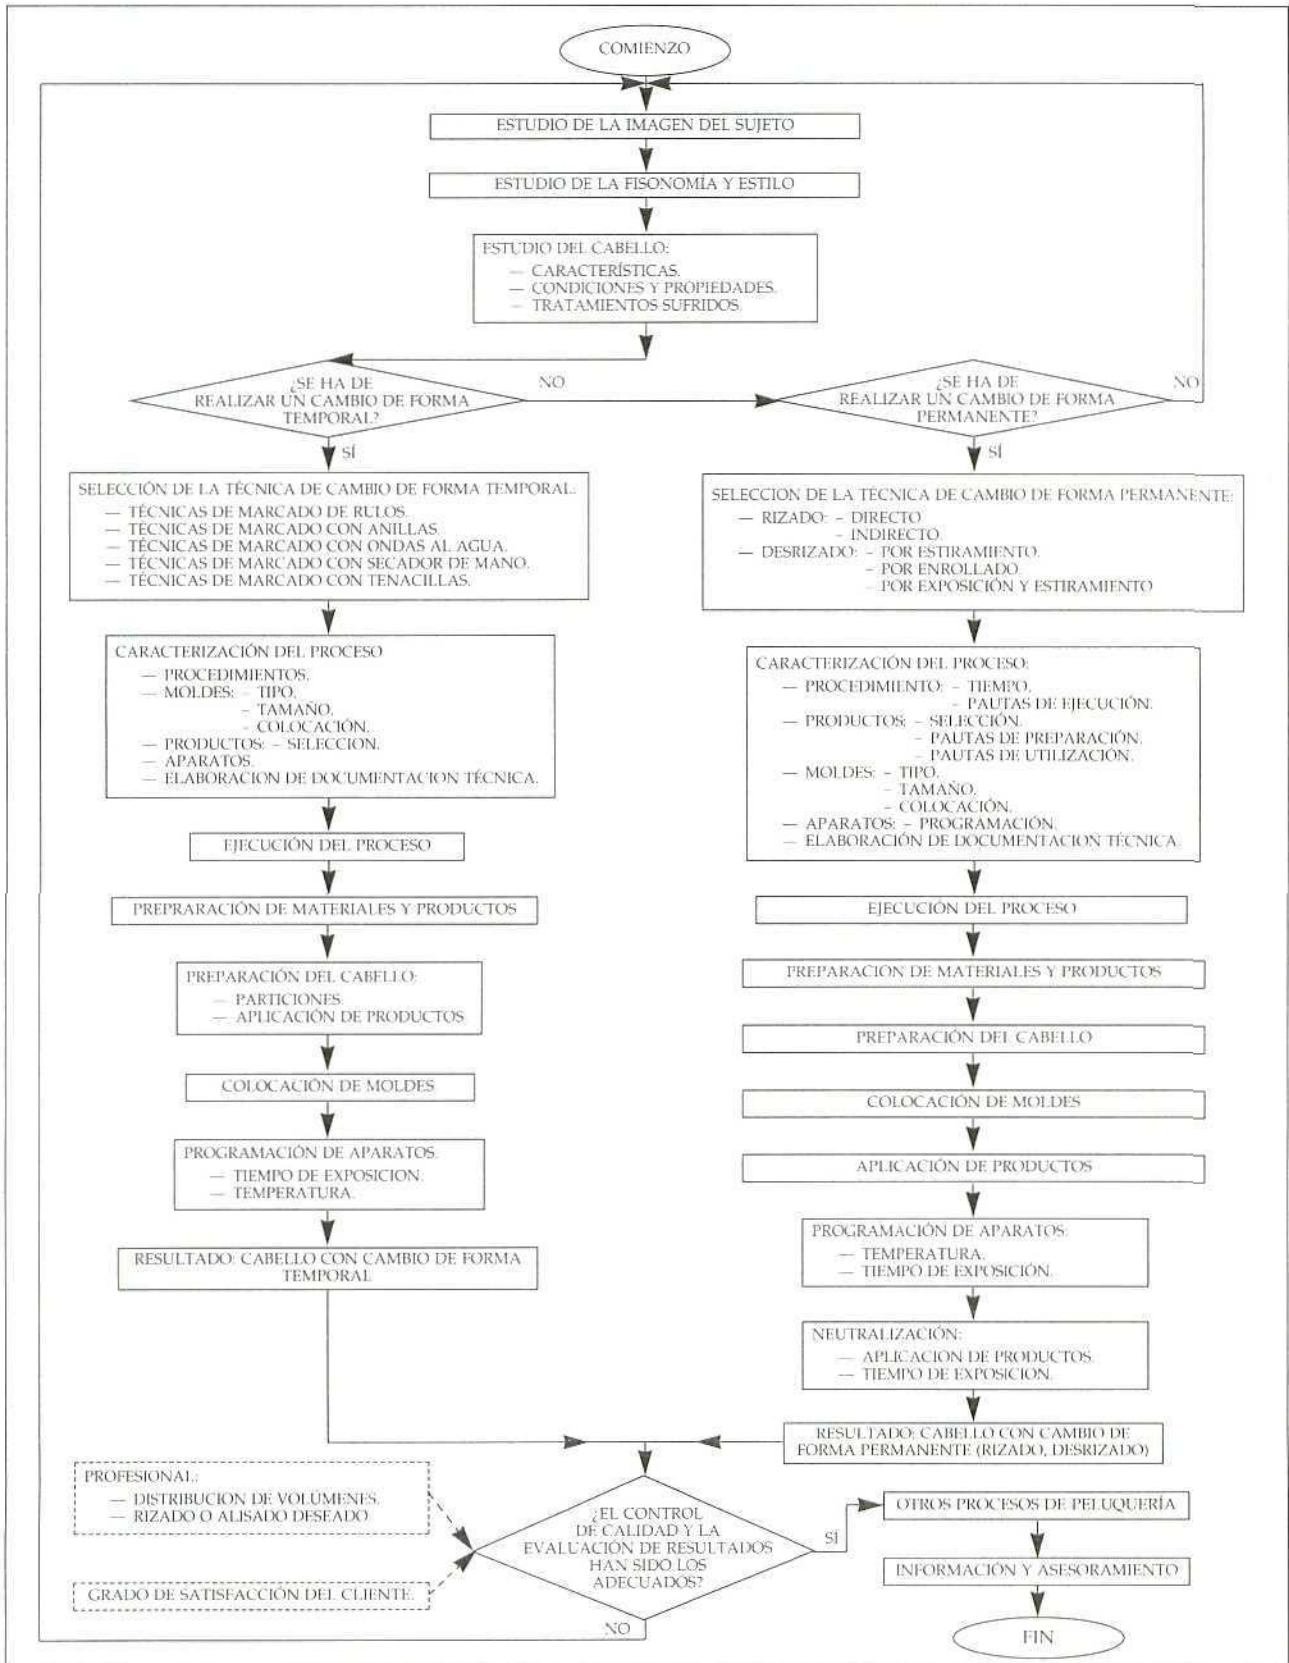 COMIENZO
ESTUDIO DE LA IMAGEN DEL SUJETO
ESTUDIO DE LA FISONOMÍA Y ESTILO
ESTUDIO DEL CABELLO:
— CARACTERÍSTICAS.
— CONDICIONES Y PROPIEDADES.
— TRATAMIENTOS SUFRIDOS.
¿SE HA DE
REALIZAR UN CAMBIO DE FORMA
TEMPORAL?
NO
SÍ
SELECCIÓN DE LA TÉCNICA DE CAMBIO DE FORMA TEMPORAL:
— TÉCNICAS DE MARCADO DE RULOS.
— TÉCNICAS DE MARCADO CON ANILLAS.
— TÉCNICAS DE MARCADO CON ONDAS AL AGUA.
— TÉCNICAS DE MARCADO CON SECADOR DE MANO.
— TÉCNICAS DE MARCADO CON TENACILLAS.
CARACTERIZACIÓN DEL PROCESO
— PROCEDIMIENTOS.
— MOLDES: – TIPO.
– TAMAÑO.
– COLOCACIÓN.
— PRODUCTOS: – SELECCION.
— APARATOS.
— ELABORACION DE DOCUMENTACION TÉCNICA.
EJECUCIÓN DEL PROCESO
PREPRARACIÓN DE MATERIALES Y PRODUCTOS
PREPARACIÓN DEL CABELLO:
— PARTICIONES.
— APLICACIÓN DE PRODUCTOS
COLOCACIÓN DE MOLDES
PROGRAMACIÓN DE APARATOS.
— TIEMPO DE EXPOSICION.
— TEMPERATURA.
RESULTADO: CABELLO CON CAMBIO DE FORMA
TEMPORAL
¿SE HA DE
REALIZAR UN CAMBIO DE FORMA
PERMANENTE?
NO
SÍ
SELECCION DE LA TÉCNICA DE CAMBIO DE FORMA PERMANENTE:
— RIZADO: – DIRECTO
– INDIRECTO.
— DESRIZADO: – POR ESTIRAMIENTO.
– POR ENROLLADO.
– POR EXPOSICIÓN Y ESTIRAMIENTO
CARACTERIZACIÓN DEL PROCESO:
— PROCEDIMIENTO: – TIEMPO.
– PAUTAS DE EJECUCIÓN.
— PRODUCTOS: – SELECCIÓN.
– PAUTAS DE PREPARACIÓN.
– PAUTAS DE UTILIZACIÓN.
— MOLDES: – TIPO.
– TAMAÑO.
– COLOCACIÓN.
— APARATOS: – PROGRAMACIÓN.
— ELABORACIÓN DE DOCUMENTACION TÉCNICA.
EJECUCIÓN DEL PROCESO
PREPARACION DE MATERIALES Y PRODUCTOS
PREPARACIÓN DEL CABELLO
COLOCACIÓN DE MOLDES
APLICACIÓN DE PRODUCTOS
PROGRAMACIÓN DE APARATOS:
— TEMPERATURA.
— TIEMPO DE EXPOSICIÓN.
NEUTRALIZACIÓN:
— APLICACION DE PRODUCTOS.
— TIEMPO DE EXPOSICION.
RESULTADO: CABELLO CON CAMBIO DE
FORMA PERMANENTE (RIZADO, DESRIZADO)
PROFESIONAL:
— DISTRIBUCION DE VOLÚMENES.
— RIZADO O ALISADO DESEADO
GRADO DE SATISFACCIÓN DEL CLIENTE.
¿EL CONTROL
DE CALIDAD Y LA
EVALUACIÓN DE RESULTADOS
HAN SIDO LOS
ADECUADOS?
NO
SÍ
OTROS PROCESOS DE PELUQUERÍA
INFORMACIÓN Y ASESORAMIENTO
FIN